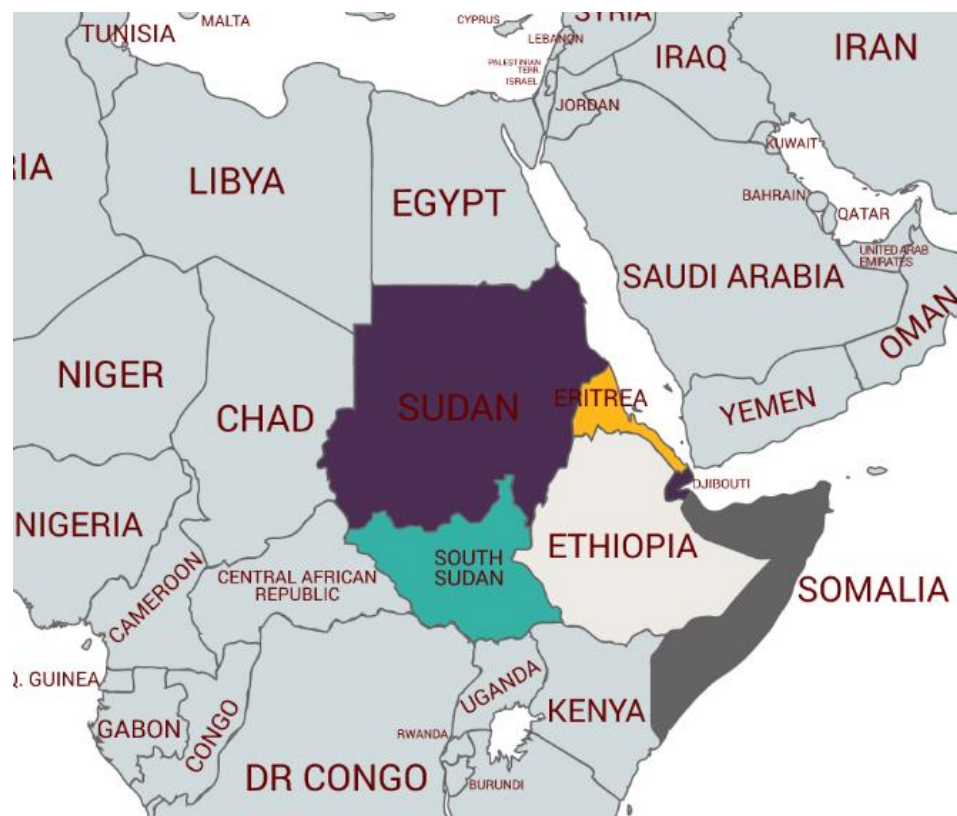 MALTA
TUNISIA
CYPRUS
SYRIA
LEBANON
IRAQ
IRAN
PALESTINIAN
TERR.
ISRAEL
JORDAN
KUWAIT
RIA
LIBYA
EGYPT
BAHRAIN
QATAR
UNITED ARAB
EMIRATES
SAUDI ARABIA
OMAN
NIGER
CHAD
SUDAN
ERITREA
YEMEN
DJIBOUTI
NIGERIA
ETHIOPIA
SOUTH
SUDAN
CENTRAL AFRICAN
REPUBLIC
CAMEROON
SOMALIA
Q. GUINEA
UGANDA
GABON
CONGO
KENYA
RWANDA
DR CONGO
BURUNDI